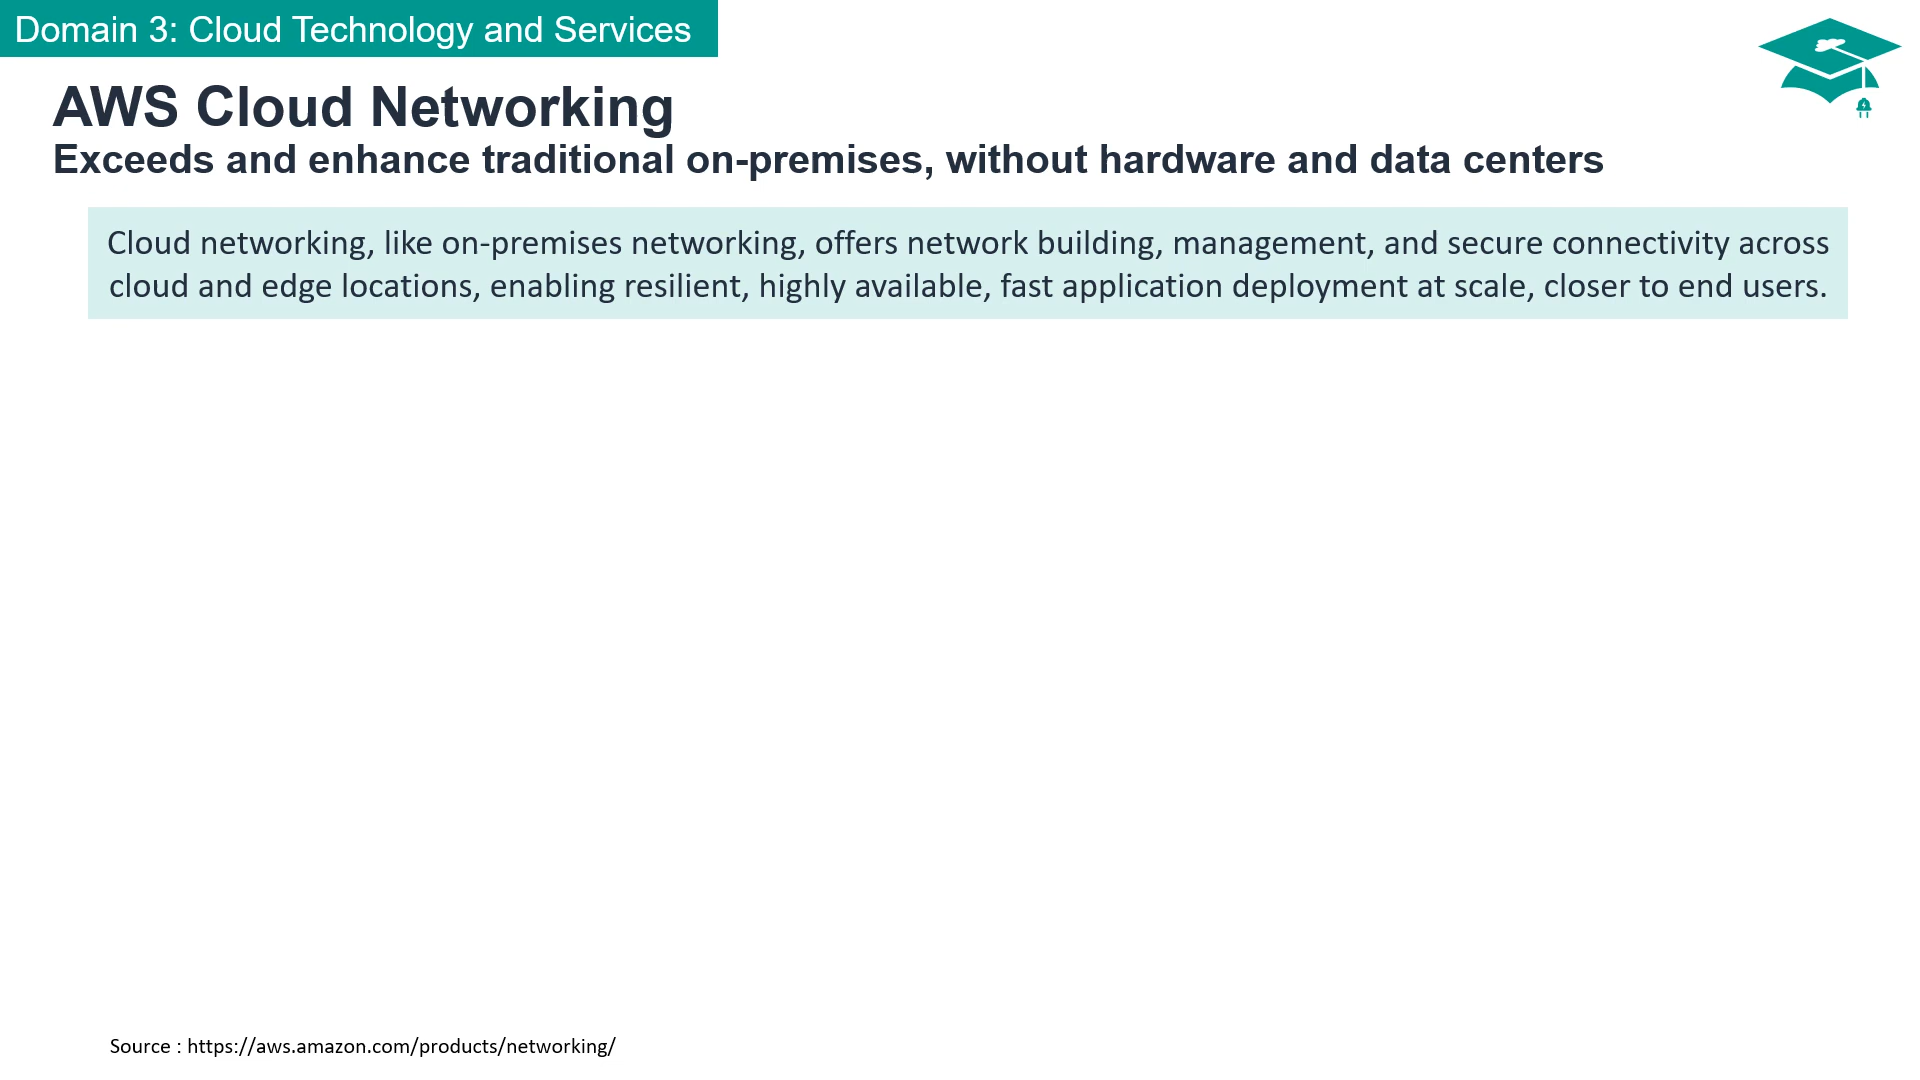 Domain 3: Cloud Technology and Services
AWS Cloud Networking
Exceeds and enhance traditional on-premises, without hardware and data centers
Cloud networking, like on-premises networking, offers network building, management, and secure connectivity across
cloud and edge locations, enabling resilient, highly available, fast application deployment at scale, closer to end users.
Source : https://aws.amazon.com/products/networking/